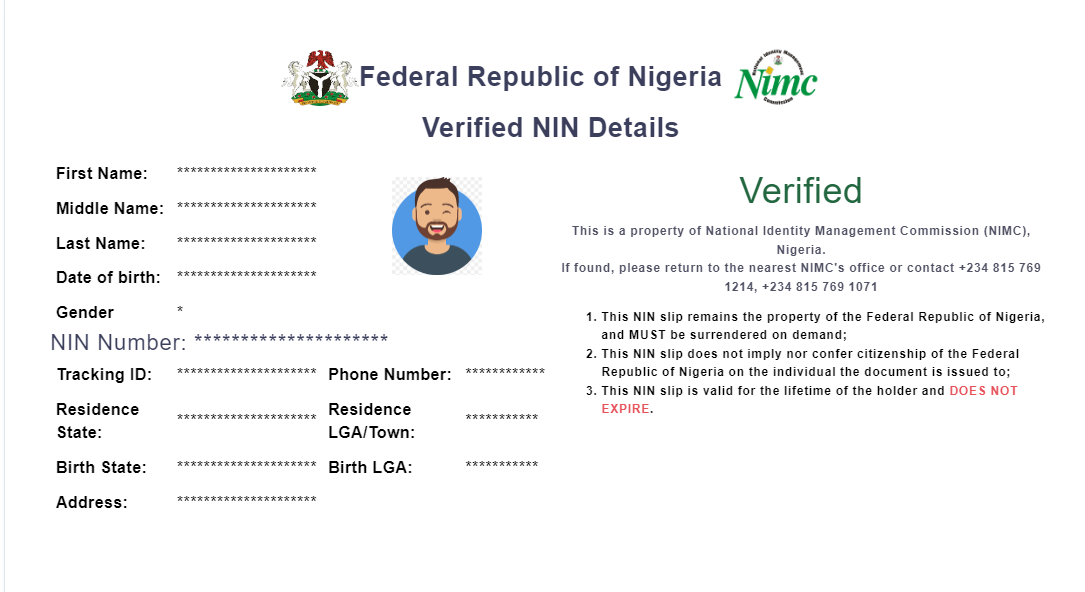 Federal Republic of Nigeria
National Identity Management
Nimc
Commission
Verified NIN Details
First Name: *********************
Middle Name: *********************
Last Name: *********************
Date of birth: *********************
Gender *
NIN Number: *********************
Tracking ID: ********************* Phone Number: ************
Residence State: ********************* Residence LGA/Town: ***********
Birth State: ********************* Birth LGA: ***********
Address: *********************
Verified
This is a property of National Identity Management Commission (NIMC),
Nigeria.
If found, please return to the nearest NIMC's office or contact +234 815 769
1214, +234 815 769 1071
1. This NIN slip remains the property of the Federal Republic of Nigeria,
and MUST be surrendered on demand;
2. This NIN slip does not imply nor confer citizenship of the Federal
Republic of Nigeria on the individual the document is issued to;
3. This NIN slip is valid for the lifetime of the holder and DOES NOT
EXPIRE.